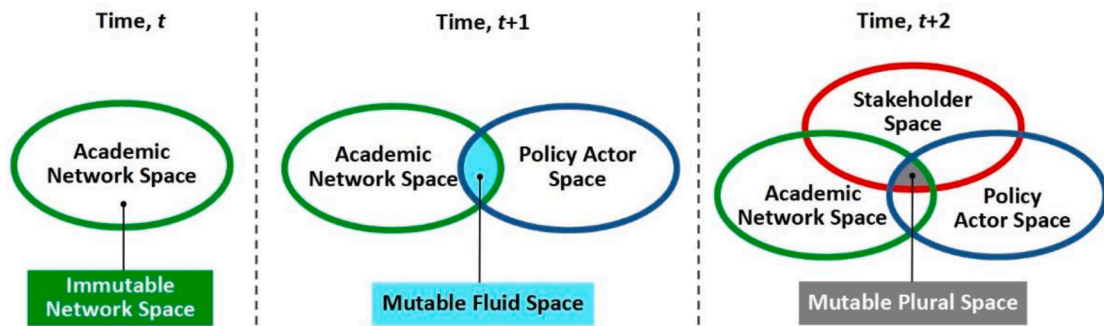 Time, t
Academic
Network Space
Immutable
Network Space
Time, t+1
Academic
Network Space
Policy Actor
Space
Mutable Fluid Space
Time, t+2
Stakeholder
Space
Academic
Network Space
Policy
Actor Space
Mutable Plural Space